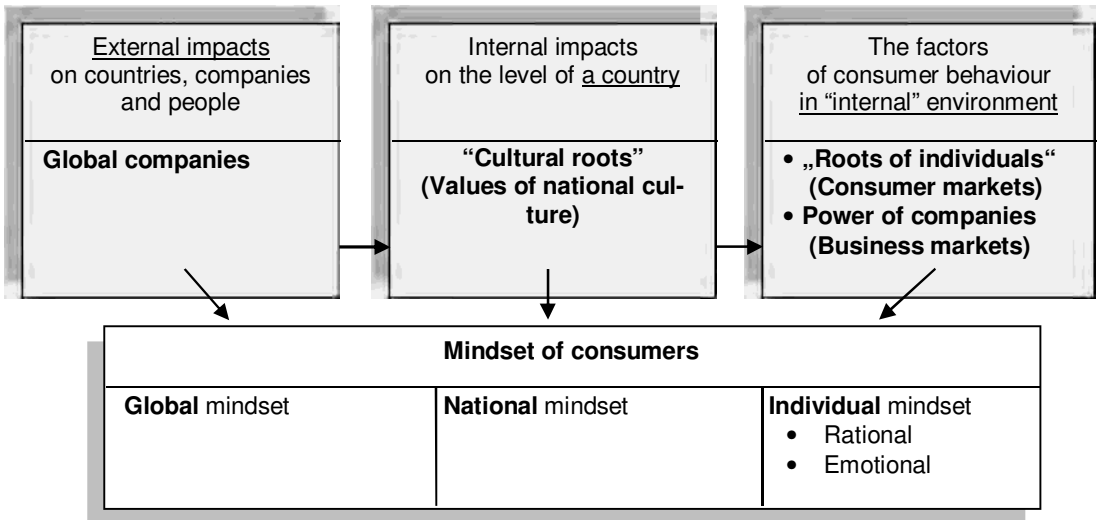 External impacts
on countries, companies
and people
Global companies
Internal impacts
on the level of a country
“Cultural roots”
(Values of national cul-
ture)
The factors
of consumer behaviour
in “internal” environment
• „Roots of individuals“
(Consumer markets)
• Power of companies
(Business markets)
Mindset of consumers
Global mindset
National mindset
Individual mindset
• Rational
• Emotional